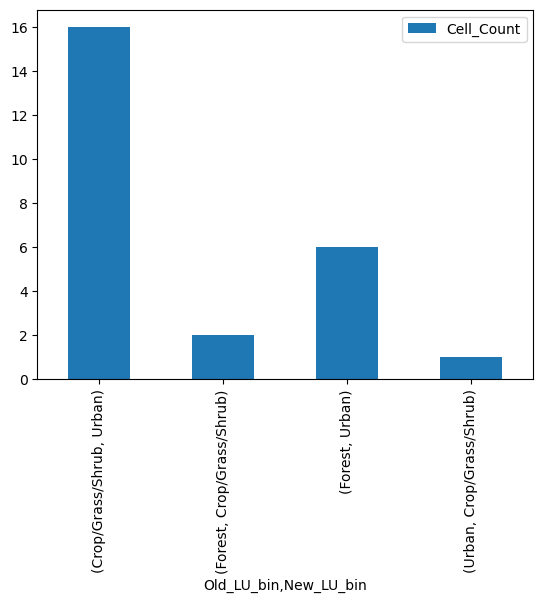 16
14
12
10
8
6
4
2
0
Cell_Count
(Crop/Grass/Shrub, Urban)
(Forest, Crop/Grass/Shrub)
(Forest, Urban)
(Urban, Crop/Grass/Shrub)
Old_LU_bin,New_LU_bin